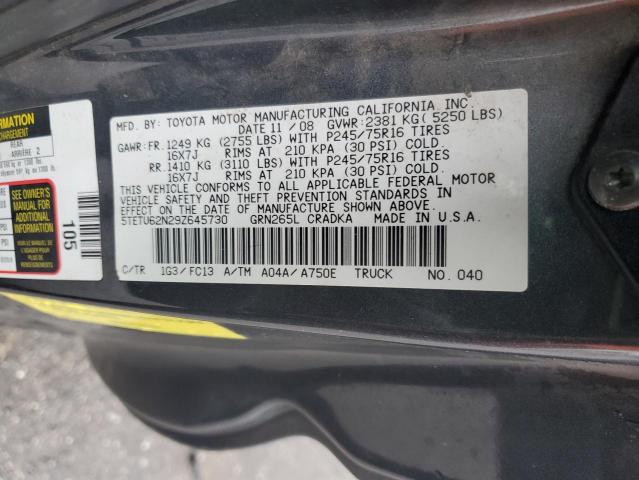 MFD. BY: TOYOTA MOTOR MANUFACTURING CALIFORNIA, INC.
DATE 11 /08 GVWR:2381 KG( 5250 LBS)
GAWR:FR.1249 KG (2755 LBS) WITH P245/75R16 TIRES
16X7J RIMS AT 210 KPA (30 PSI) COLD.
RR.1410 KG (3110 LBS) WITH P245/75R16 TIRES
16X7J RIMS AT 210 KPA (30 PSI) COLD.
THIS VEHICLE CONFORMS TO ALL APPLICABLE FEDERAL MOTOR
VEHICLE SAFETY AND THEFT PREVENTION STANDARDS IN
EFFECT ON THE DATE OF MANUFACTURE SHOWN ABOVE.
5TETU62N29Z645730 GRN265L CRADKA MADE IN U.S.A.
C/TR 1G3/FC13 A/TM A04A/A750E TRUCK NO. 040
REAR
ARRIÈRE 2
SEE OWNER'S
MANUAL FOR
ADDITIONAL
INFORMATION
105